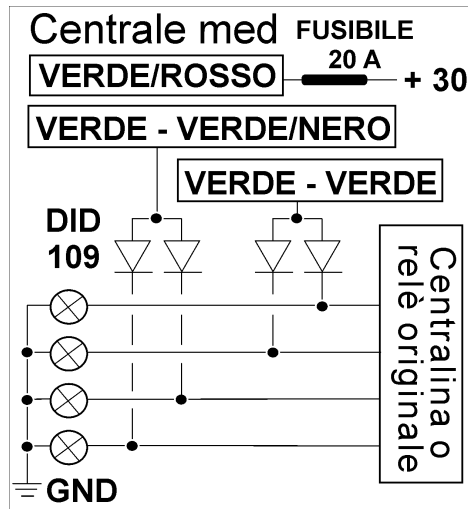 Centrale med
FUSIBILE
20 A
VERDE/ROSSO
+ 30
VERDE - VERDE/NERO
VERDE - VERDE
DID
109
Centralina o
relè originale
GND